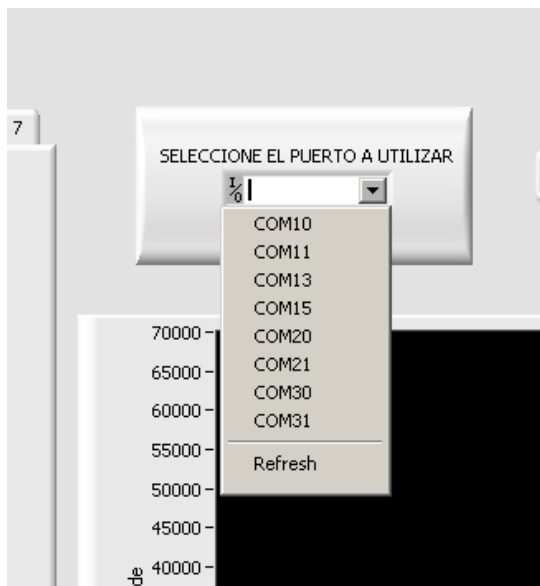 7
SELECCIONE EL PUERTO A UTILIZAR
I/O
COM10
COM11
COM13
COM15
COM20
COM21
COM30
COM31
Refresh
70000
65000
60000
55000
50000
45000
40000
de